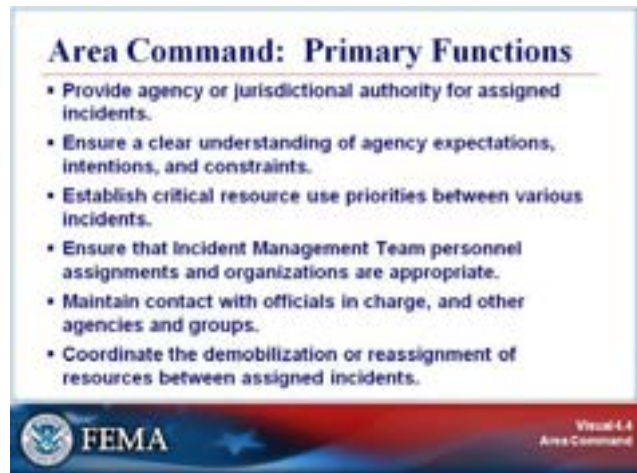 Area Command: Primary Functions
▪ Provide agency or jurisdictional authority for assigned
incidents.
▪ Ensure a clear understanding of agency expectations,
intentions, and constraints.
▪ Establish critical resource use priorities between various
incidents.
▪ Ensure that Incident Management Team personnel
assignments and organizations are appropriate.
▪ Maintain contact with officials in charge, and other
agencies and groups.
▪ Coordinate the demobilization or reassignment of
resources between assigned incidents.
FEMA
Visual 4.4
Area Command